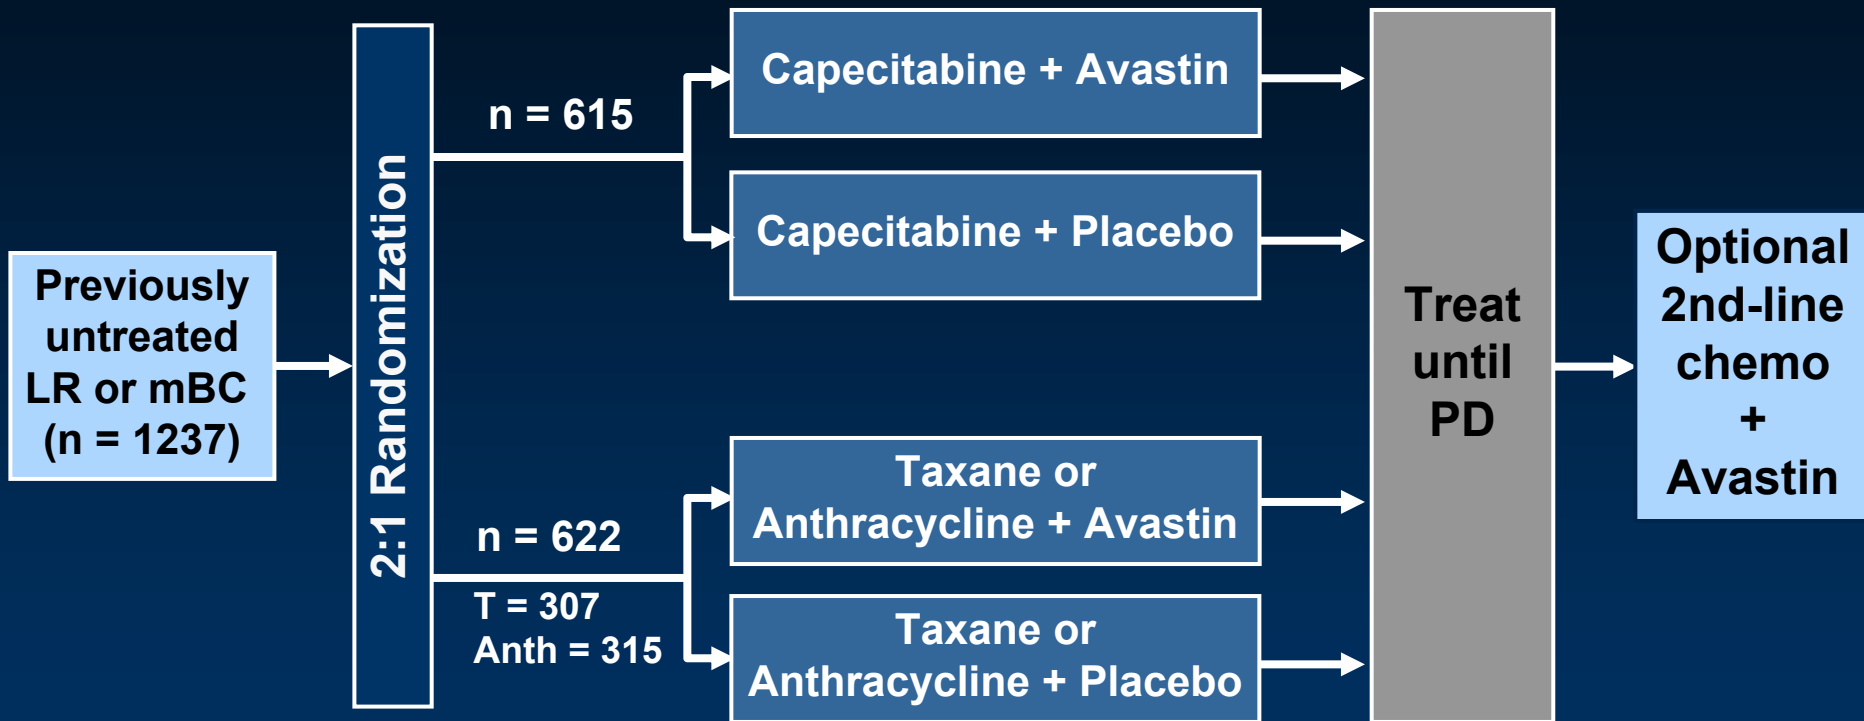 Previously
untreated
LR or mBC
(n = 1237)
2:1 Randomization
n = 615
Capecitabine + Avastin
Capecitabine + Placebo
n = 622
T = 307
Anth = 315
Taxane or
Anthracycline + Avastin
Taxane or
Anthracycline + Placebo
Treat
until
PD
Optional
2nd-line
chemo
+
Avastin